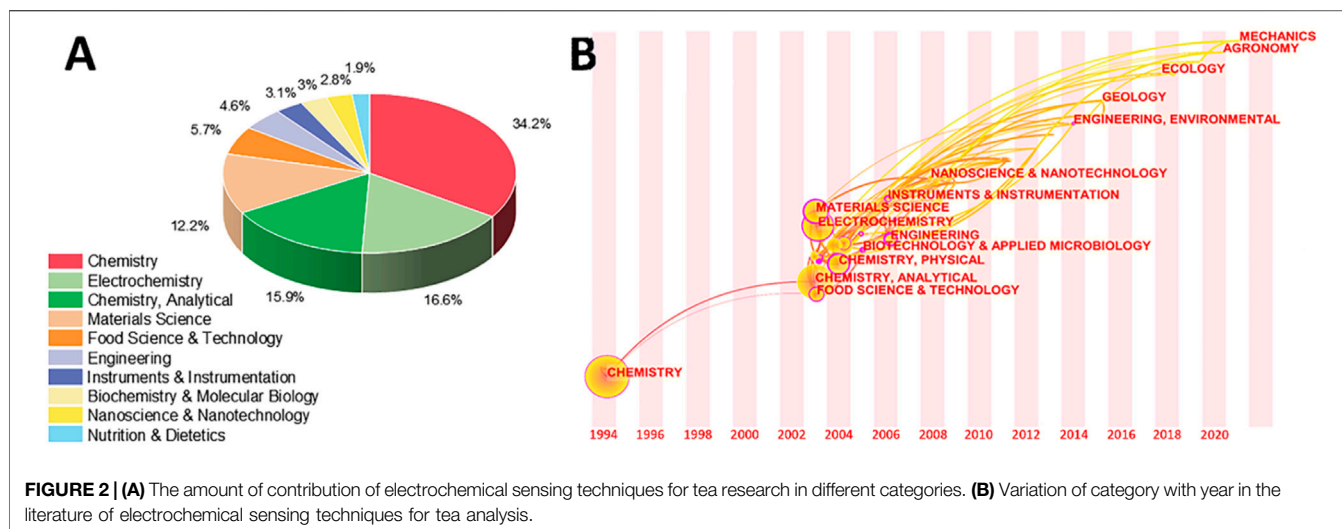 A
1.9%
2.8%
3%
3.1%
4.6%
5.7%
12.2%
15.9%
16.6%
34.2%
Chemistry
Electrochemistry
Chemistry, Analytical
Materials Science
Food Science & Technology
Engineering
Instruments & Instrumentation
Biochemistry & Molecular Biology
Nanoscience & Nanotechnology
Nutrition & Dietetics
B
MECHANICS
AGRONOMY
ECOLOGY
GEOLOGY
ENGINEERING, ENVIRONMENTAL
NANOSCIENCE & NANOTECHNOLOGY
INSTRUMENTS & INSTRUMENTATION
MATERIALS SCIENCE
ELECTROCHEMISTRY
ENGINEERING
BIOTECHNOLOGY & APPLIED MICROBIOLOGY
CHEMISTRY, PHYSICAL
CHEMISTRY, ANALYTICAL
FOOD SCIENCE & TECHNOLOGY
CHEMISTRY
1994 1996 1998 2000 2002 2004 2006 2008 2010 2012 2014 2016 2018 2020
FIGURE 2 | (A) The amount of contribution of electrochemical sensing techniques for tea research in different categories. (B) Variation of category with year in the
literature of electrochemical sensing techniques for tea analysis.